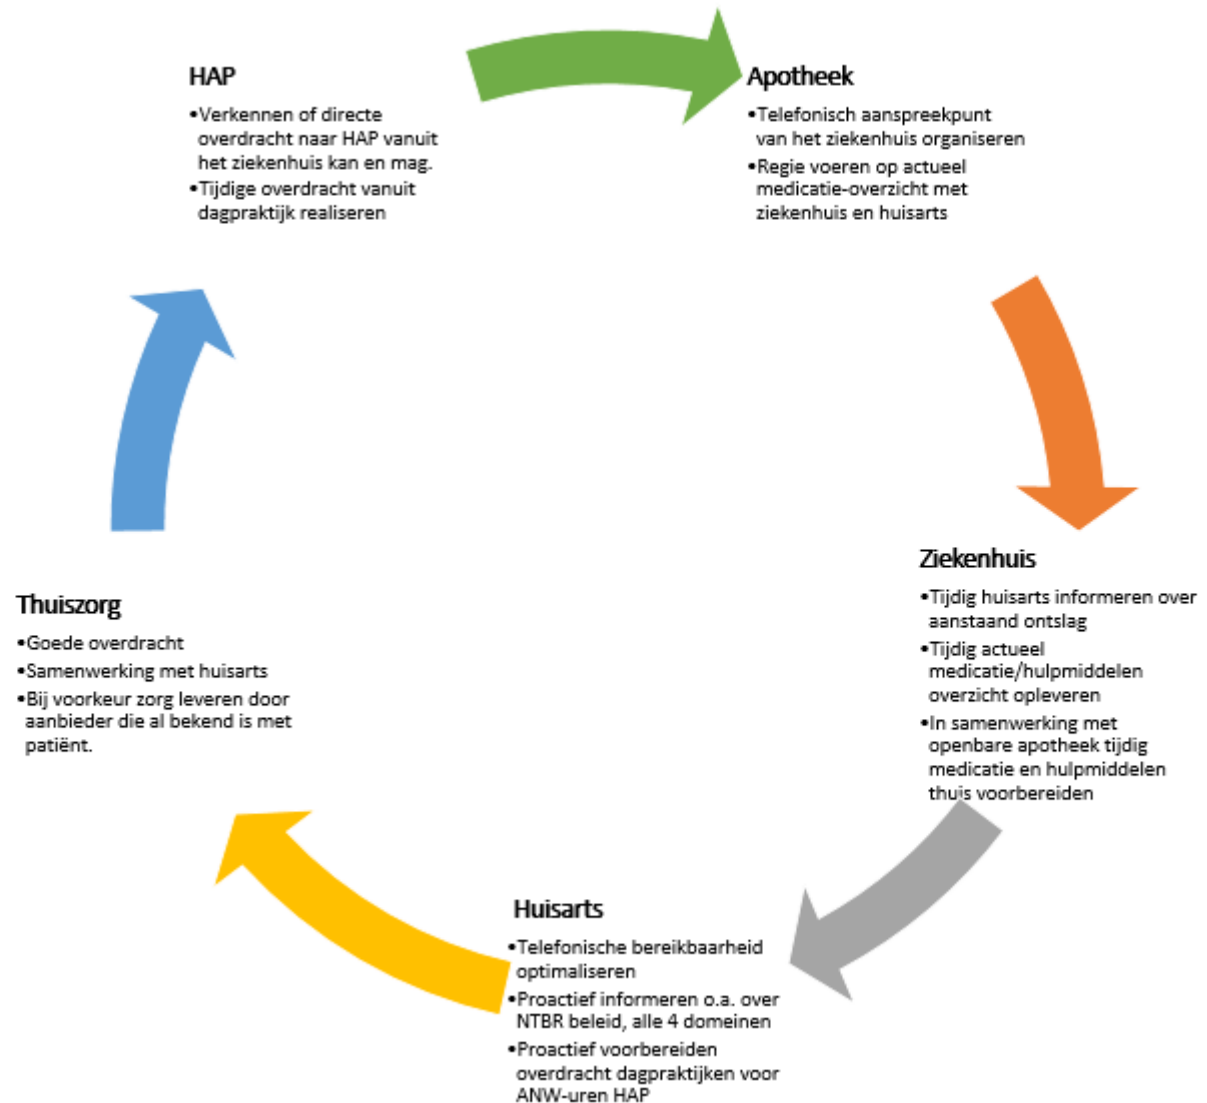 HAP
•Verkennen of directe
overdracht naar HAP vanuit
het ziekenhuis kan en mag.
•Tijdige overdracht vanuit
dagpraktijk realiseren
Apotheek
•Telefonisch aanspreekpunt
van het ziekenhuis organiseren
•Regie voeren op actueel
medicatie-overzicht met
ziekenhuis en huisarts
Ziekenhuis
•Tijdig huisarts informeren over
aanstaand ontslag
•Tijdig actueel
medicatie/hulpmiddelen
overzicht opleveren
•In samenwerking met
openbare apotheek tijdig
medicatie en hulpmiddelen
thuis voorbereiden
Huisarts
•Telefonische bereikbaarheid
optimaliseren
•Proactief informeren o.a. over
NTBR beleid, alle 4 domeinen
•Proactief voorbereiden
overdracht dagpraktijken voor
ANW-uren HAP
Thuiszorg
•Goede overdracht
•Samenwerking met huisarts
•Bij voorkeur zorg leveren door
aanbieder die al bekend is met
patiënt.